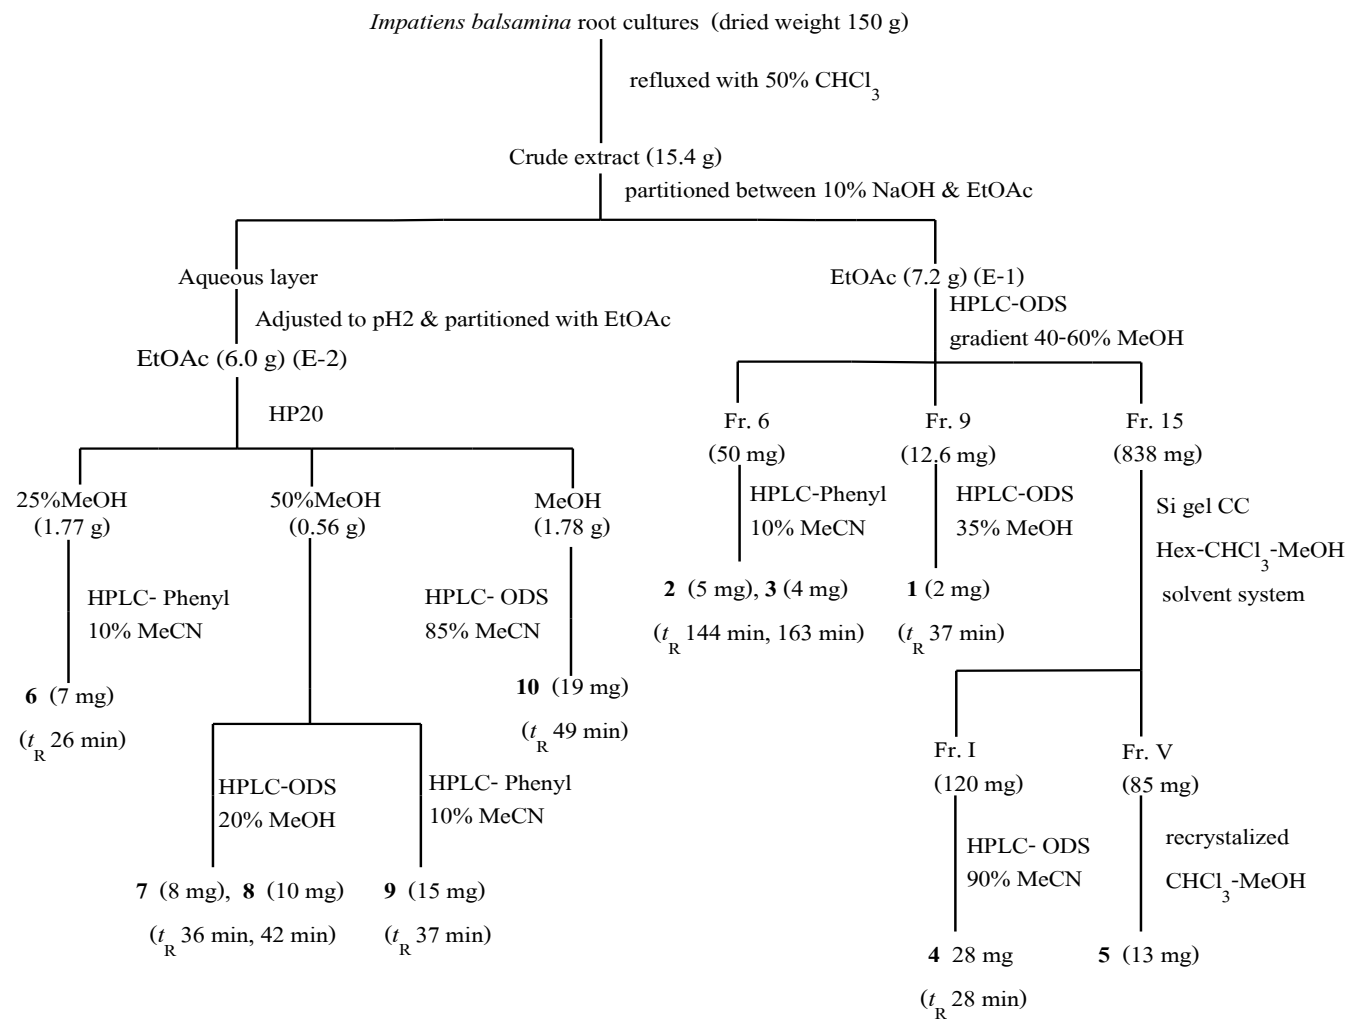 Impatiens balsamina root cultures (dried weight 150 g)
refluxed with 50% CHCl3
Crude extract (15.4 g)
partitioned between 10% NaOH & EtOAc
Aqueous layer
Adjusted to pH2 & partitioned with EtOAc
EtOAc (6.0 g) (E-2)
HP20
25%MeOH
(1.77 g)
HPLC- Phenyl
10% MeCN
6 (7 mg)
(tR 26 min)
50%MeOH
(0.56 g)
HPLC-ODS
20% MeOH
7 (8 mg), 8 (10 mg)
(tR 36 min, 42 min)
HPLC- Phenyl
10% MeCN
9 (15 mg)
(tR 37 min)
MeOH
(1.78 g)
HPLC- ODS
85% MeCN
10 (19 mg)
(tR 49 min)
EtOAc (7.2 g) (E-1)
HPLC-ODS
gradient 40-60% MeOH
Fr. 6
(50 mg)
HPLC-Phenyl
10% MeCN
2 (5 mg), 3 (4 mg)
(tR 144 min, 163 min)
Fr. 9
(12.6 mg)
HPLC-ODS
35% MeOH
1 (2 mg)
(tR 37 min)
Fr. 15
(838 mg)
Si gel CC
Hex-CHCl3-MeOH
solvent system
Fr. I
(120 mg)
HPLC- ODS
90% MeCN
4 28 mg
(tR 28 min)
Fr. V
(85 mg)
recrystalized
CHCl3-MeOH
5 (13 mg)